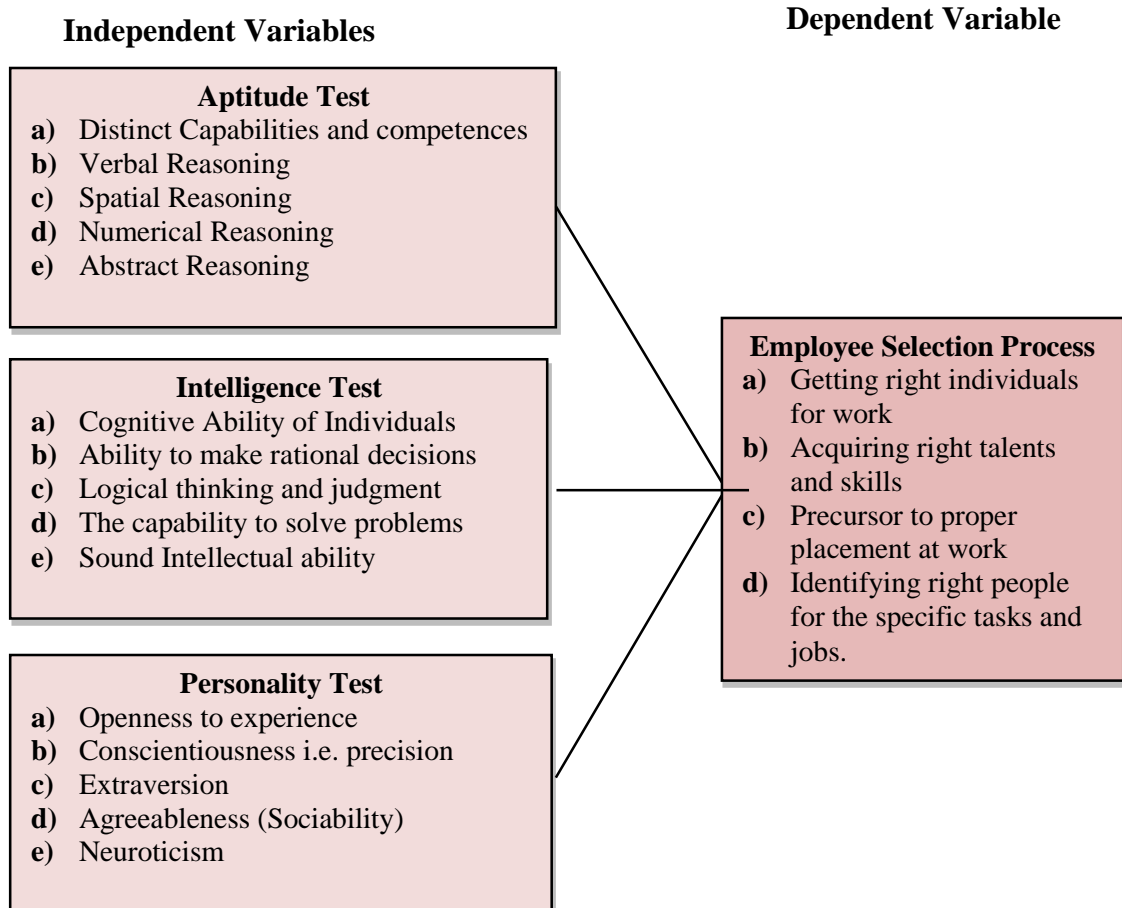 Independent Variables
Dependent Variable
Aptitude Test
a) Distinct Capabilities and competences
b) Verbal Reasoning
c) Spatial Reasoning
d) Numerical Reasoning
e) Abstract Reasoning
Intelligence Test
a) Cognitive Ability of Individuals
b) Ability to make rational decisions
c) Logical thinking and judgment
d) The capability to solve problems
e) Sound Intellectual ability
Personality Test
a) Openness to experience
b) Conscientiousness i.e. precision
c) Extraversion
d) Agreeableness (Sociability)
e) Neuroticism
Employee Selection Process
a) Getting right individuals
for work
b) Acquiring right talents
and skills
c) Precursor to proper
placement at work
d) Identifying right people
for the specific tasks and
jobs.